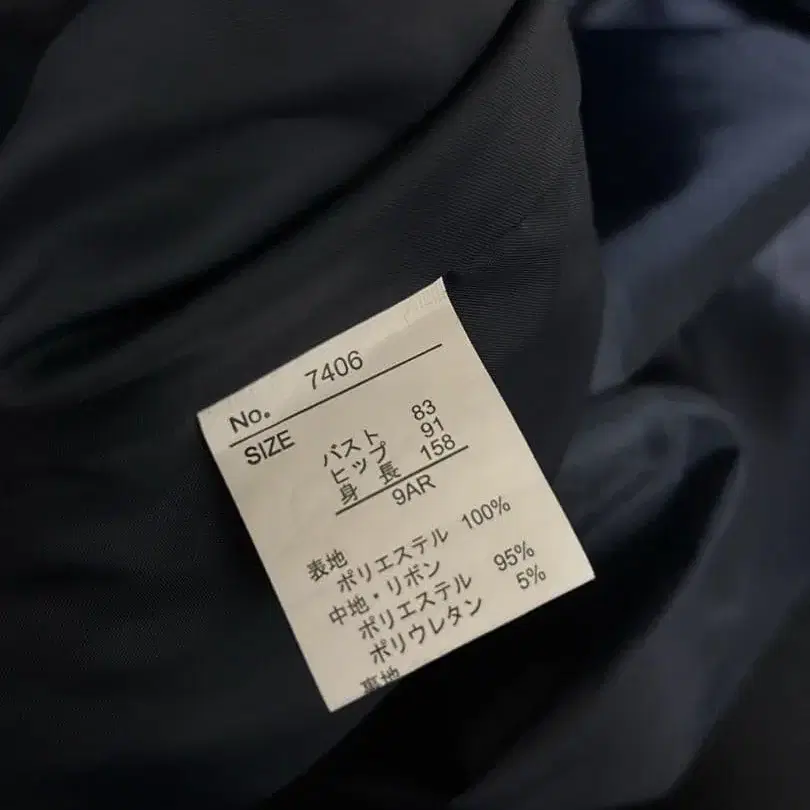 No. 7406
SIZE
バスト 83
ヒップ 91
身長 158
9AR
表地
ポリエステル 100%
中地・リボン
ポリエステル 95%
ポリウレタン 5%
裏地